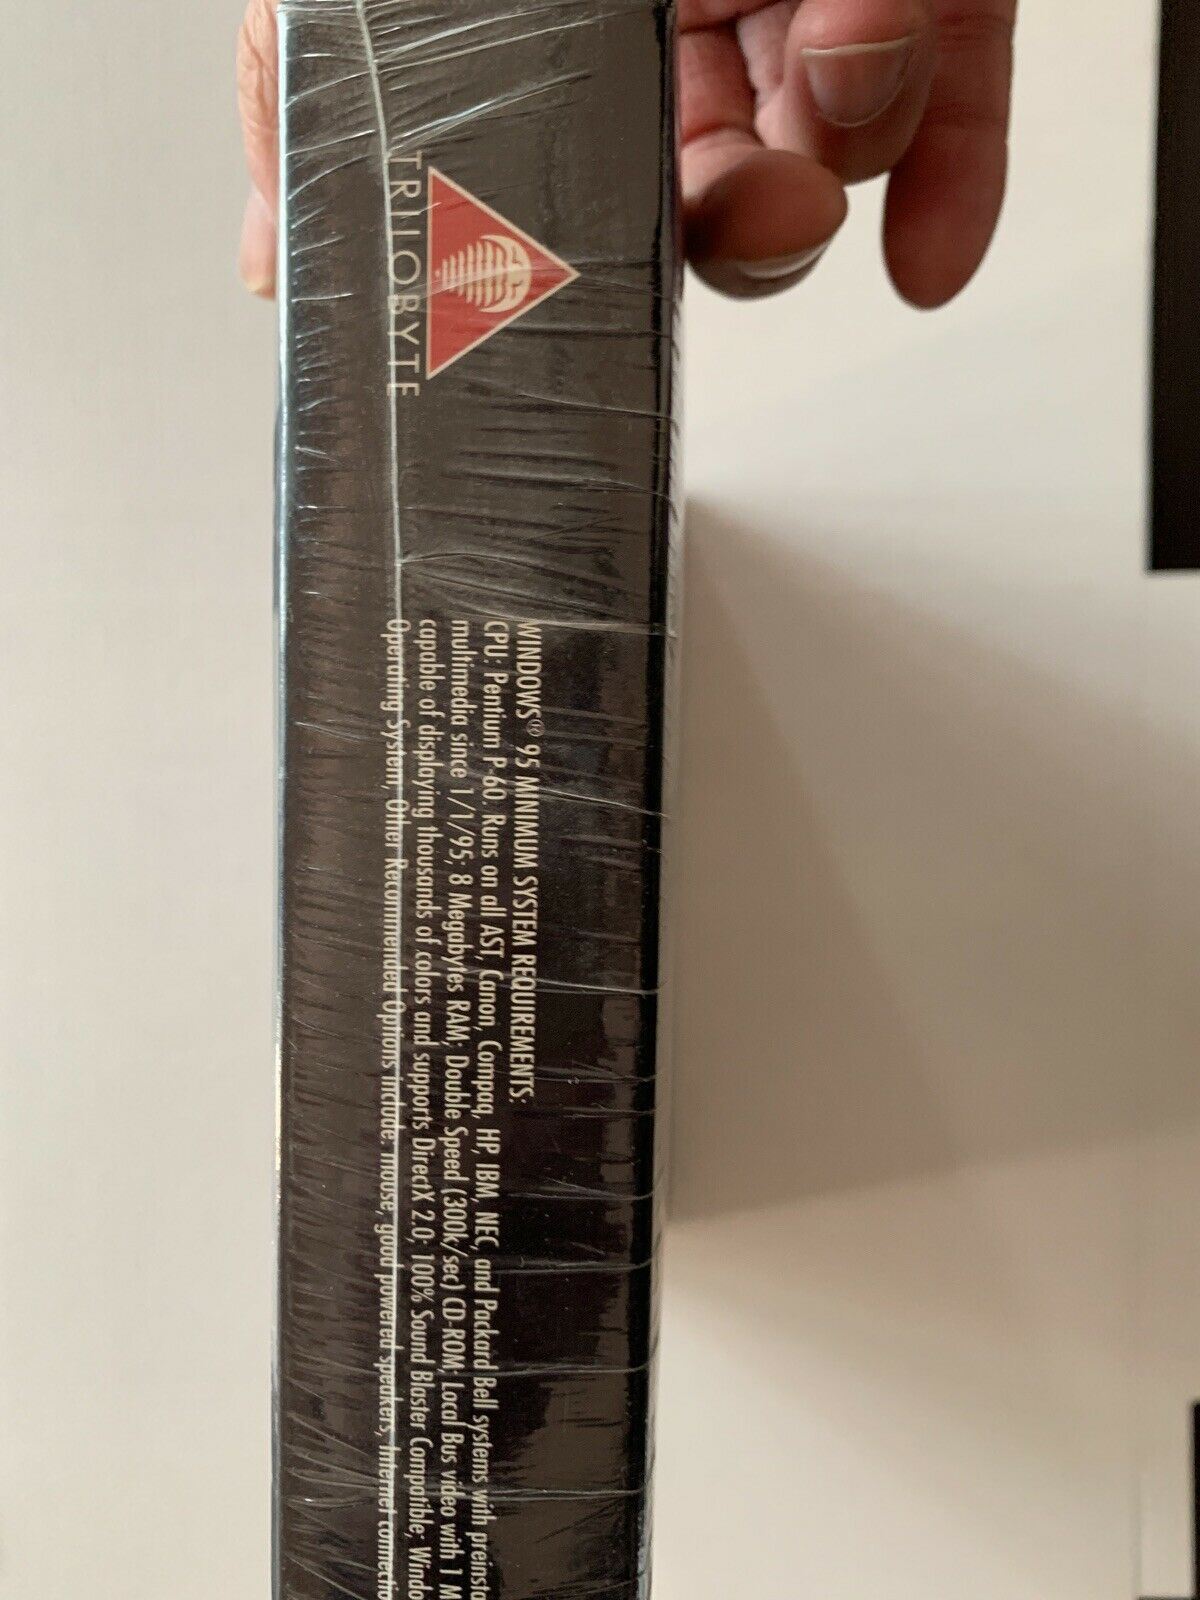 TRILOBYTE
WINDOWS® 95 MINIMUM SYSTEM REQUIREMENTS:
CPU: Pentium P-60. Runs on all AST, Canon, Compaq, HP, IBM, NEC, and Packard Bell systems with preinsta
multimedia since 1/1/95; 8 Megabytes RAM; Double Speed (300k/sec) CD-ROM; Local Bus video with 1 M
capable of displaying thousands of colors and supports DirectX 2.0; 100% Sound Blaster Compatible; Windo
Operating System; Other Recommended Options include: mouse, good powered speakers, Internet connectio